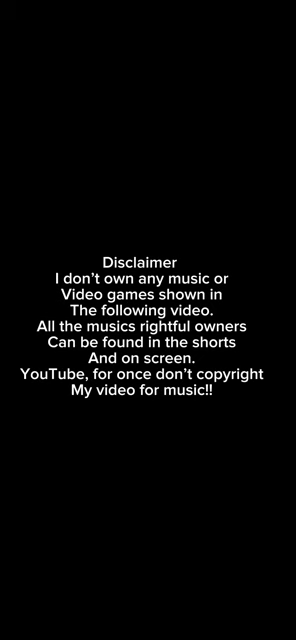 Disclaimer
I don’t own any music or
Video games shown in
The following video.
All the musics rightful owners
Can be found in the shorts
And on screen.
YouTube, for once don’t copyright
My video for music!!